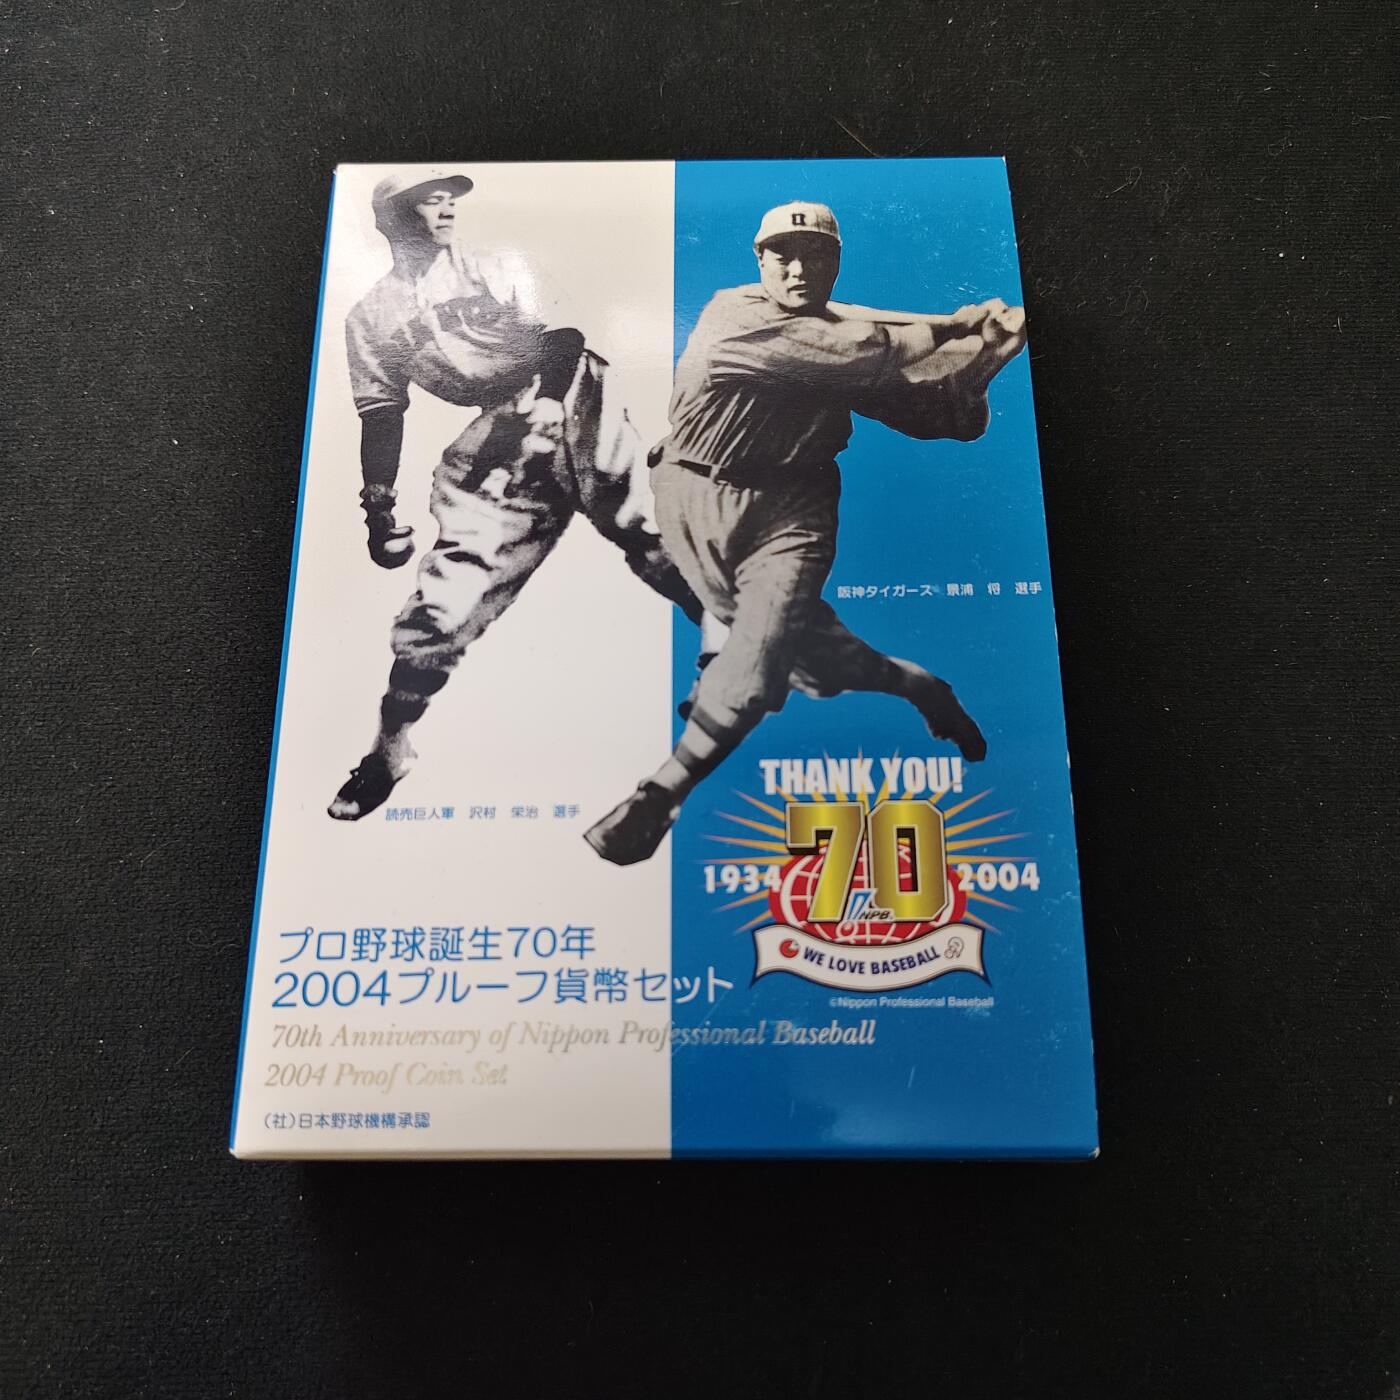 阪神タイガース 景浦 将 選手
読売巨人軍 沢村 栄治 選手
THANK YOU!
70
1934 2004
NPB
WE LOVE BASEBALL
©Nippon Professional Baseball
プロ野球誕生70年
2004プルーフ貨幣セット
70th Anniversary of Nippon Professional Baseball
2004 Proof Coin Set
(社)日本野球機構承認